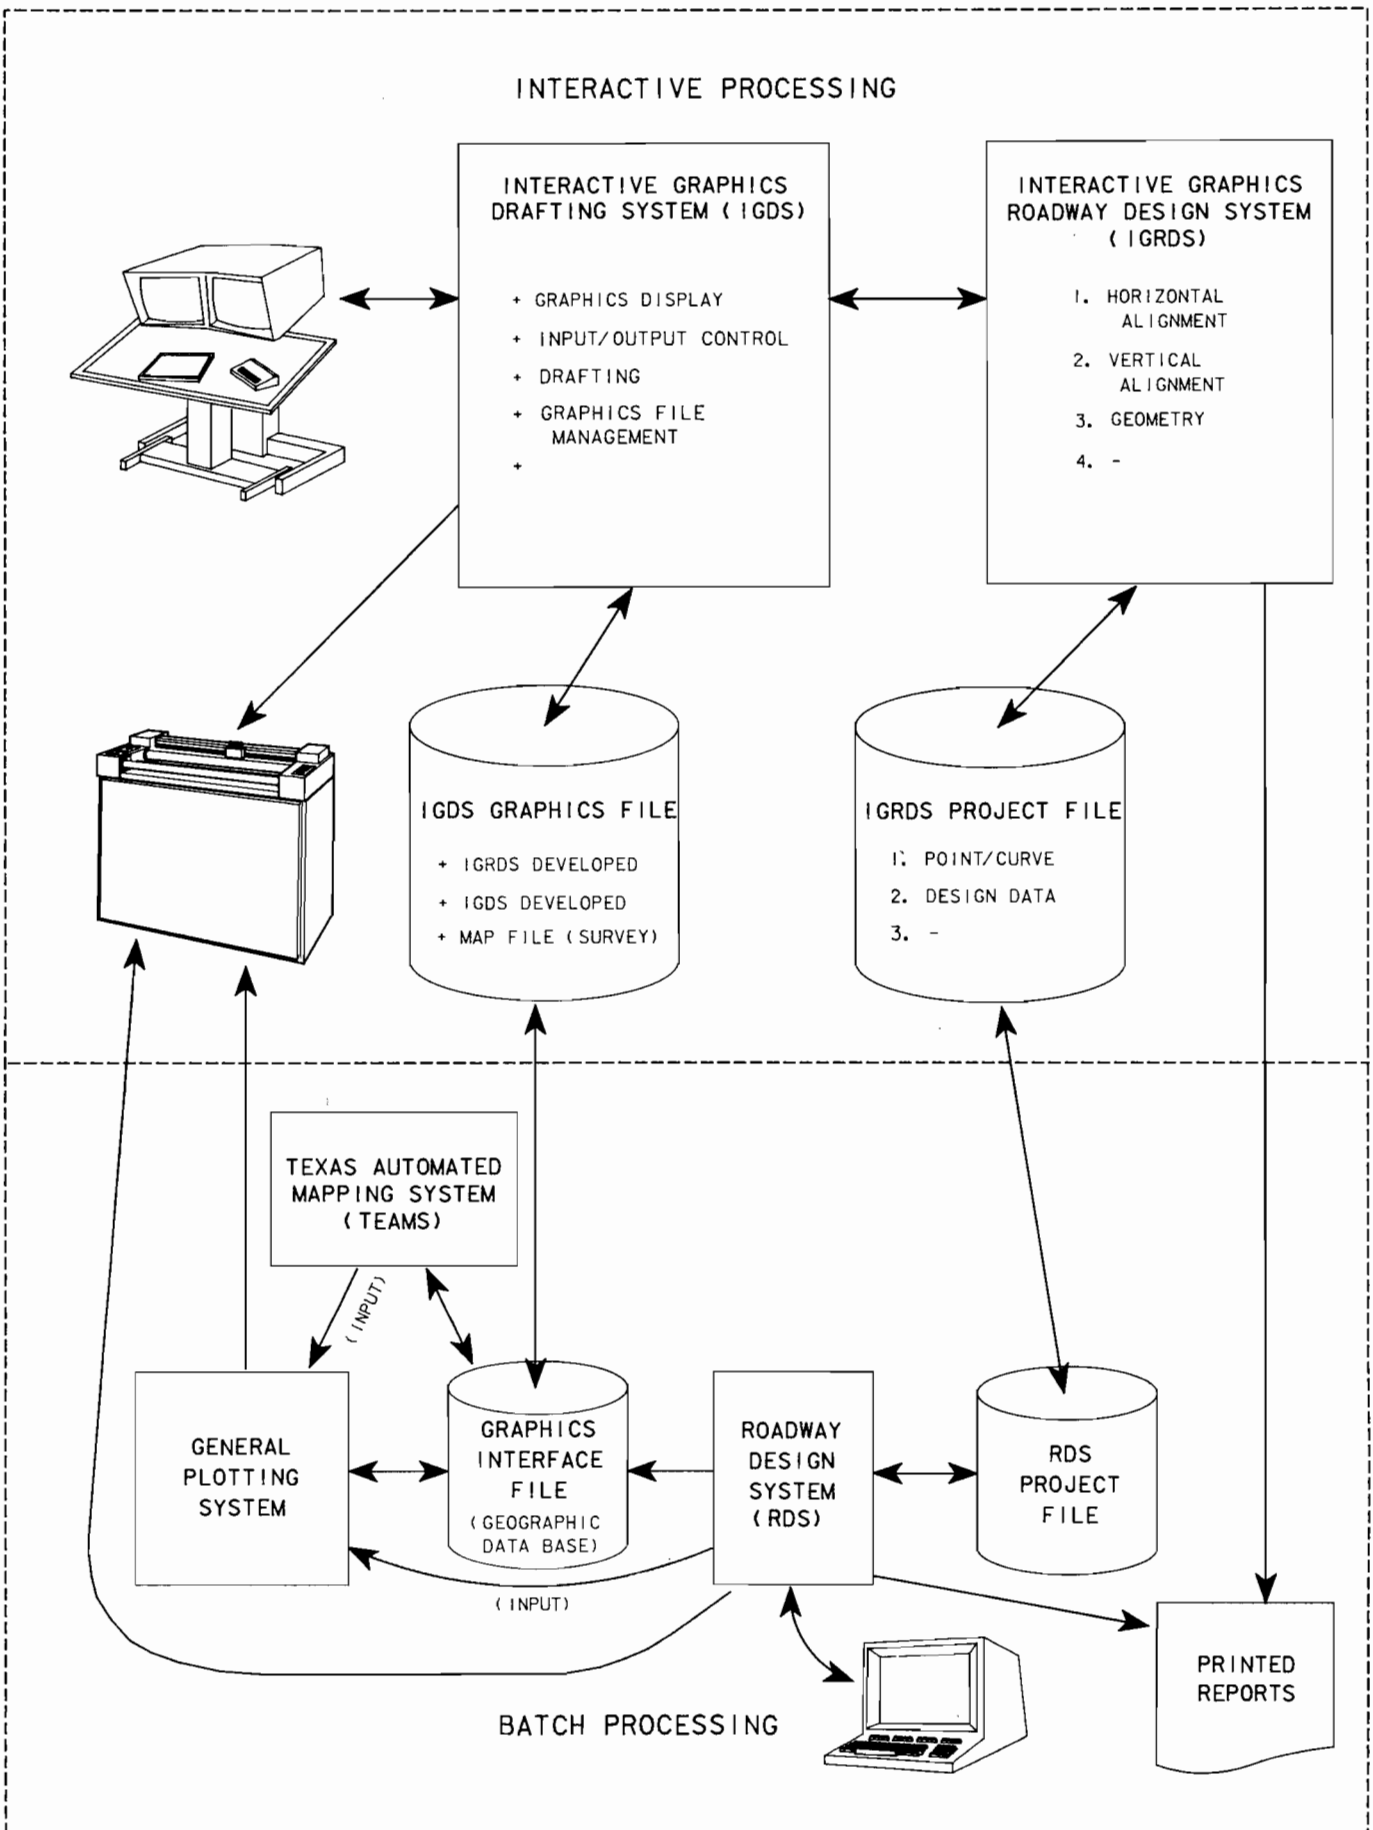 INTERACTIVE PROCESSING
INTERACTIVE GRAPHICS
DRAFTING SYSTEM (IGDS)
+ GRAPHICS DISPLAY
+ INPUT/OUTPUT CONTROL
+ DRAFTING
+ GRAPHICS FILE
MANAGEMENT
+
INTERACTIVE GRAPHICS
ROADWAY DESIGN SYSTEM
(IGRDS)
1. HORIZONTAL
ALIGNMENT
2. VERTICAL
ALIGNMENT
3. GEOMETRY
4. -
IGDS GRAPHICS FILE
+ IGRDS DEVELOPED
+ IGDS DEVELOPED
+ MAP FILE (SURVEY)
IGRDS PROJECT FILE
1. POINT/CURVE
2. DESIGN DATA
3. -
TEXAS AUTOMATED
MAPPING SYSTEM
(TEAMS)
(INPUT)
GENERAL
PLOTTING
SYSTEM
GRAPHICS
INTERFACE
FILE
(GEOGRAPHIC
DATA BASE)
ROADWAY
DESIGN
SYSTEM
(RDS)
RDS
PROJECT
FILE
(INPUT)
PRINTED
REPORTS
BATCH PROCESSING